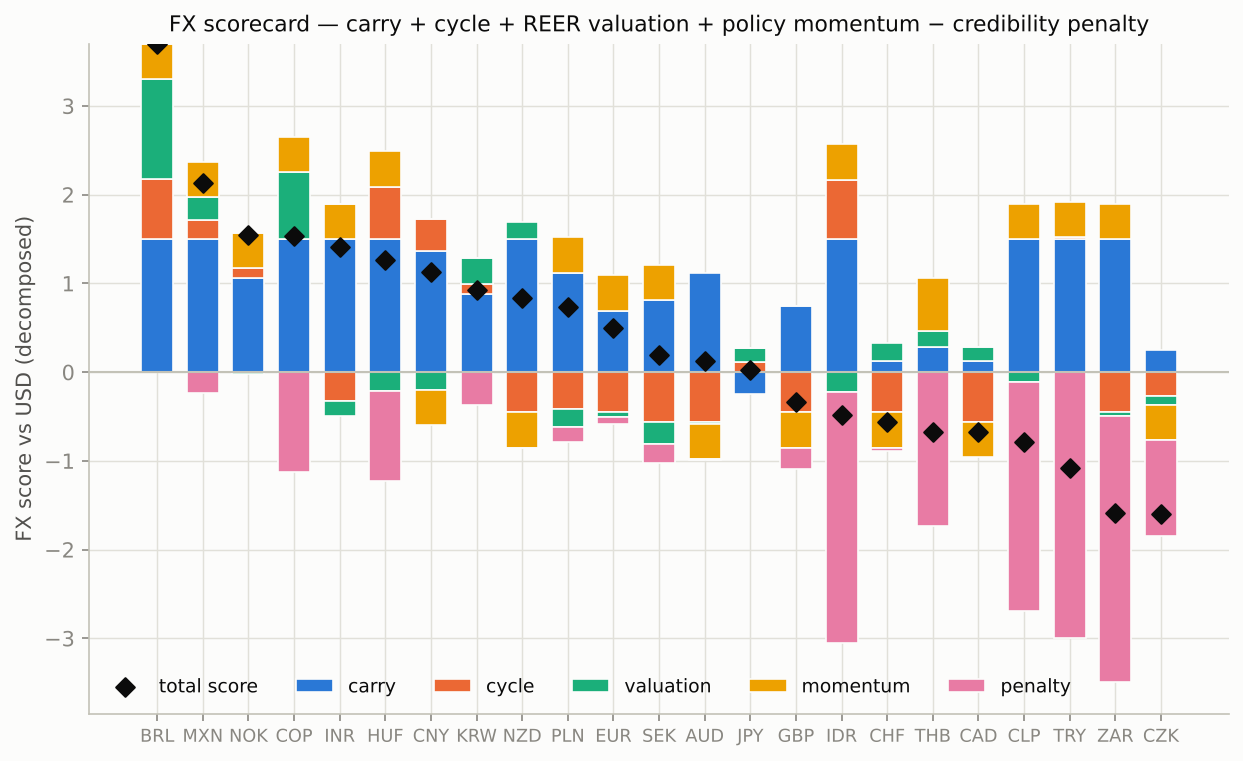 FX scorecard — carry + cycle + REER valuation + policy momentum − credibility penalty
FX score vs USD (decomposed)
3
2
1
0
−1
−2
−3
total score carry cycle valuation momentum penalty
BRL MXN NOK COP INR HUF CNY KRW NZD PLN EUR SEK AUD JPY GBP IDR CHF THB CAD CLP TRY ZAR CZK